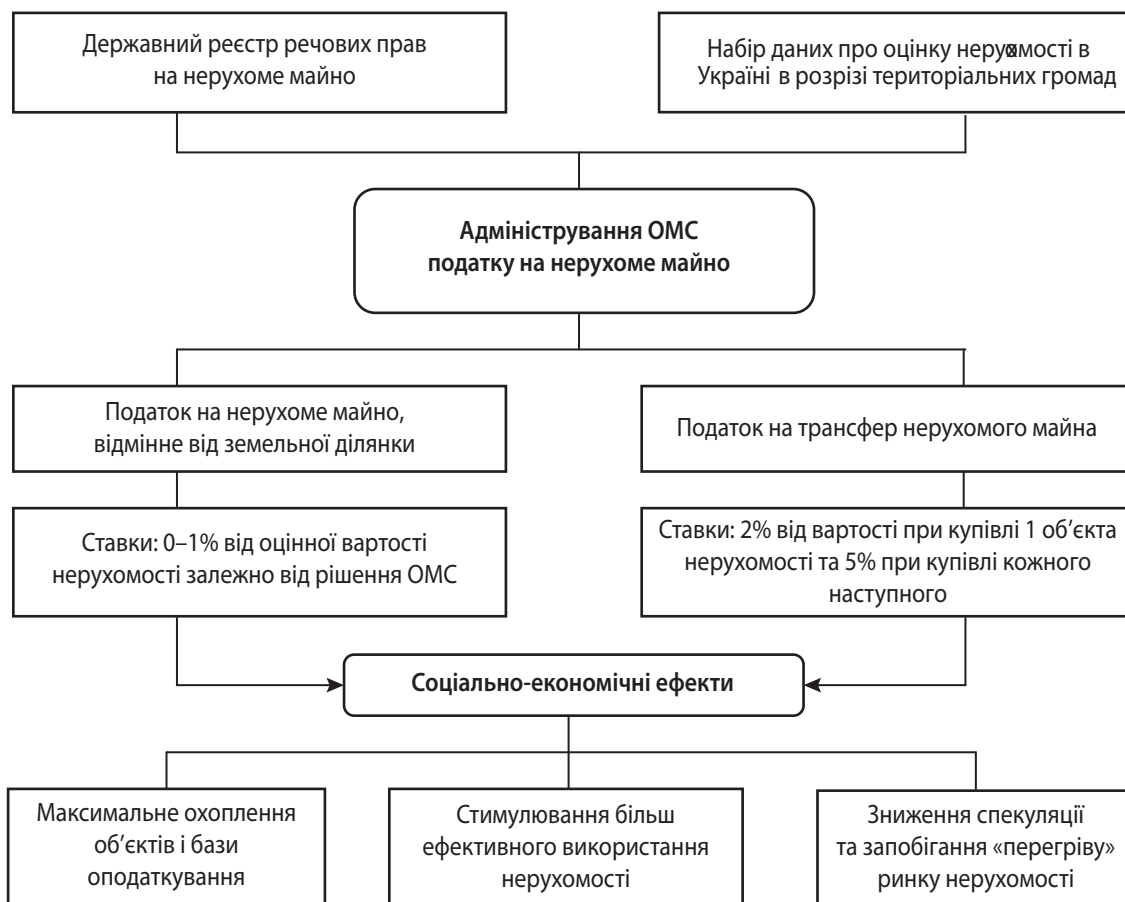 Державний реєстр речових прав
на нерухоме майно
Набір даних про оцінку нерухомості в
Україні в розрізі територіальних громад
Адміністрування ОМС
податку на нерухоме майно
Податок на нерухоме майно,
відмінне від земельної ділянки
Податок на трансфер нерухомого майна
Ставки: 0–1% від оцінної вартості
нерухомості залежно від рішення ОМС
Ставки: 2% від вартості при купівлі 1 об’єкта
нерухомості та 5% при купівлі кожного
наступного
Соціально-економічні ефекти
Максимальне охоплення
об’єктів і бази
оподаткування
Стимулювання більш
ефективного використання
нерухомості
Зниження спекуляції
та запобігання «перегріву»
ринку нерухомості